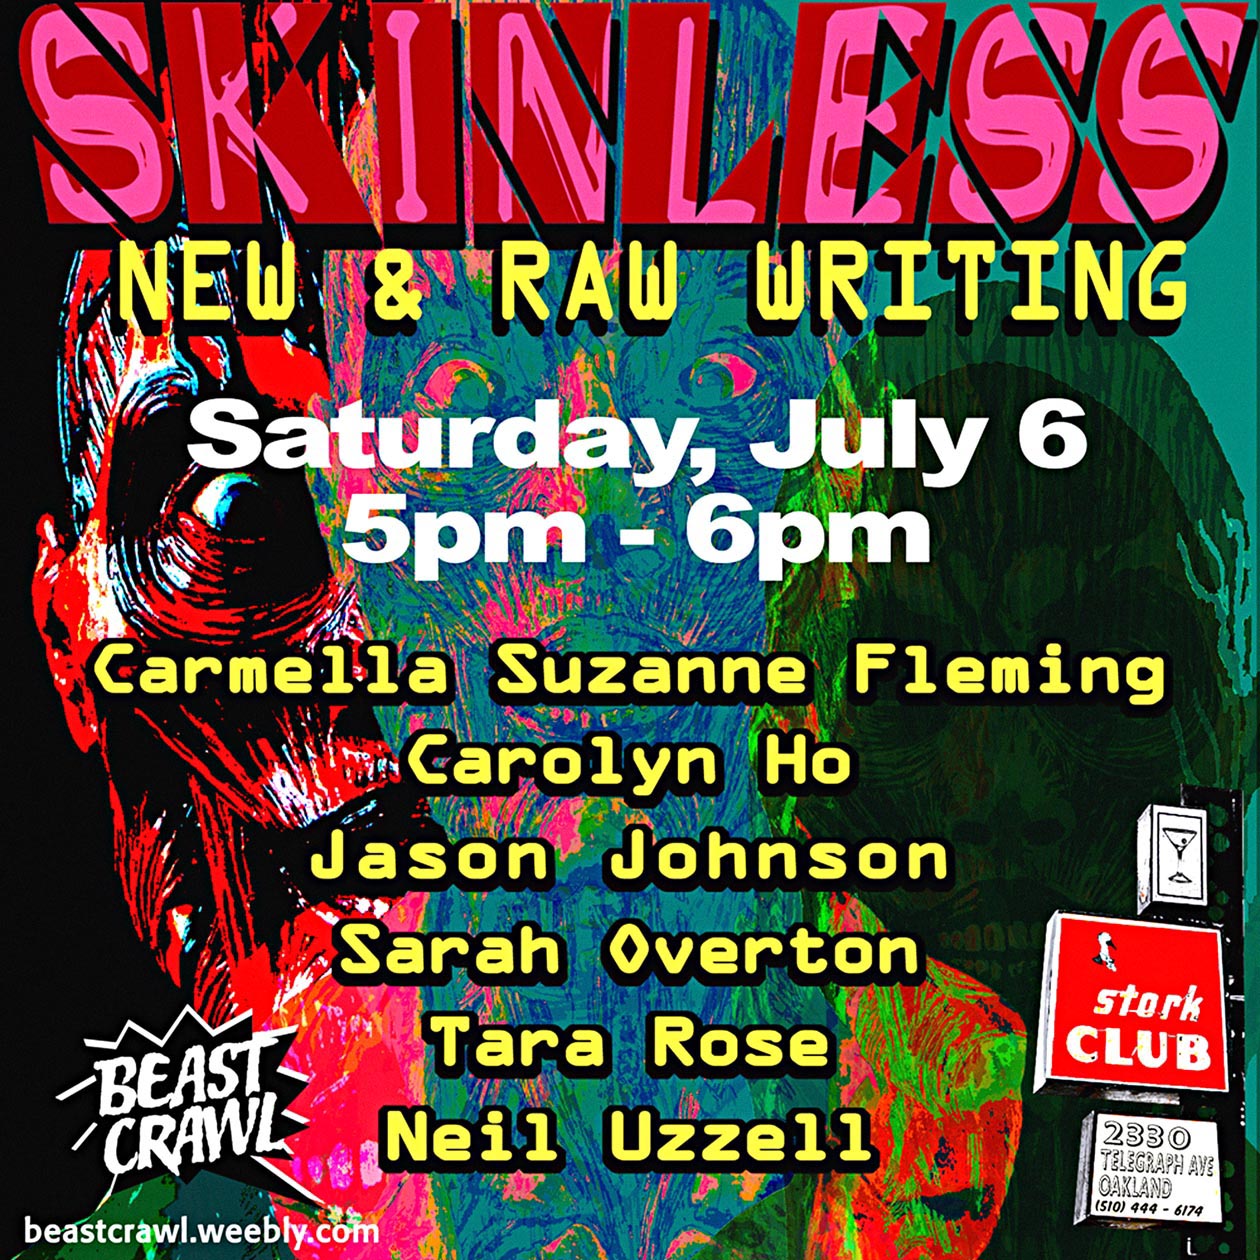 SKINLESS
NEW & RAW WRITING
Saturday, July 6
5pm - 6pm
Carmella Suzanne Fleming
Carolyn Ho
Jason Johnson
Sarah Overton
Tara Rose
Neil Uzzell
BEAST
CRAWL
beastcrawl.weebly.com
stork
CLUB
2330
TELEGRAPH AVE
OAKLAND
(510) 444 - 6174